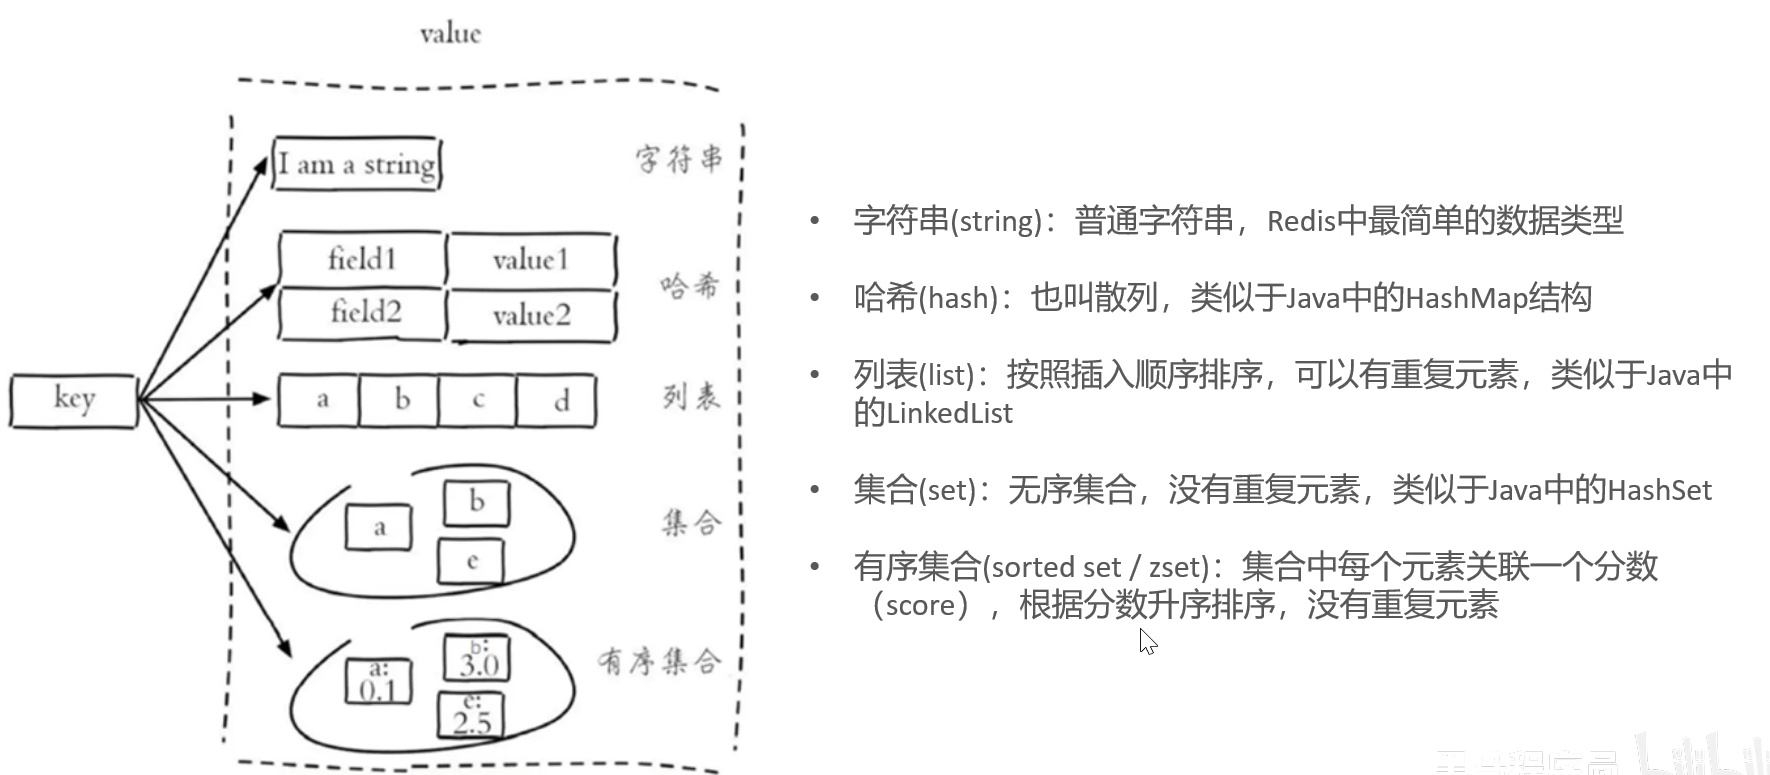 value
I am a string
字符串
field1 value1
field2 value2
哈希
key
a b c d
列表
a
b
e
集合
a:
0.1
b:
3.0
e:
2.5
有序集合
• 字符串(string)：普通字符串，Redis中最简单的数据类型
• 哈希(hash)：也叫散列，类似于Java中的HashMap结构
• 列表(list)：按照插入顺序排序，可以有重复元素，类似于Java中
的LinkedList
• 集合(set)：无序集合，没有重复元素，类似于Java中的HashSet
• 有序集合(sorted set / zset)：集合中每个元素关联一个分数
（score），根据分数升序排序，没有重复元素